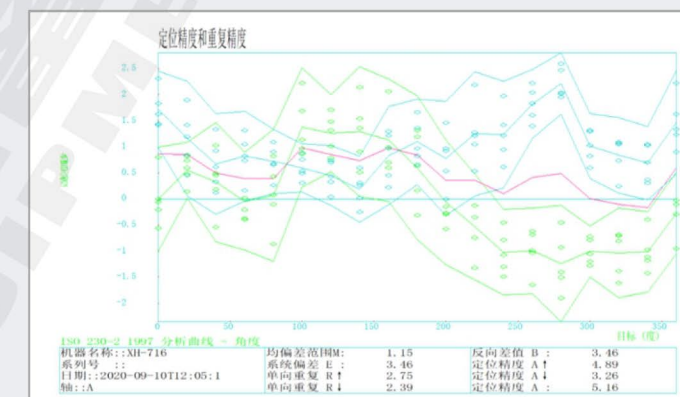 定位精度和重复精度
2.5
2
1.5
1
0.5
0
-0.5
-1
-1.5
-2
0 50 100 150 200 250 300 350
目标 (度)
ISO 230-2 1997 分析曲线 - 角度
机器名称::XH-716 均偏差范围M: 1.15 反向差值 B : 3.46
系列号 :: 系统偏差 E : 3.46 定位精度 A↑ 4.89
日期::2020-09-10T12:05:1 单向重复 R↑ 2.75 定位精度 A↓ 3.26
轴::A 单向重复 R↓ 2.39 定位精度 A : 5.16